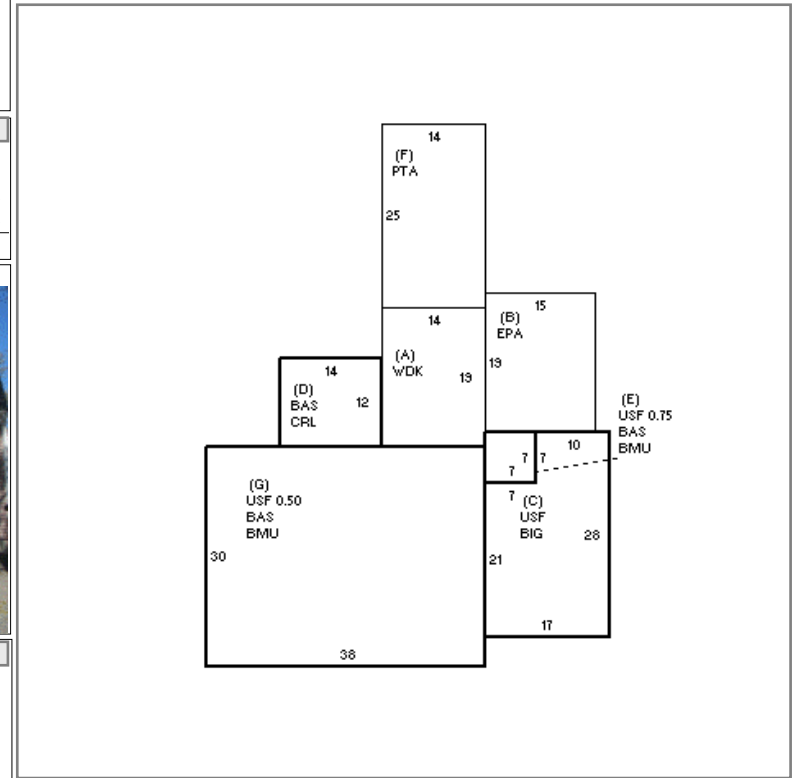 14
(F)
PTA
25
14
(A)
WDK
19
15
(B)
EPA
19
14
(D)
BAS
CRL
12
(E)
USF 0.75
BAS
BMU
10
7
7
7
7
(C)
USF
BIG
28
21
17
(G)
USF 0.50
BAS
BMU
30
38